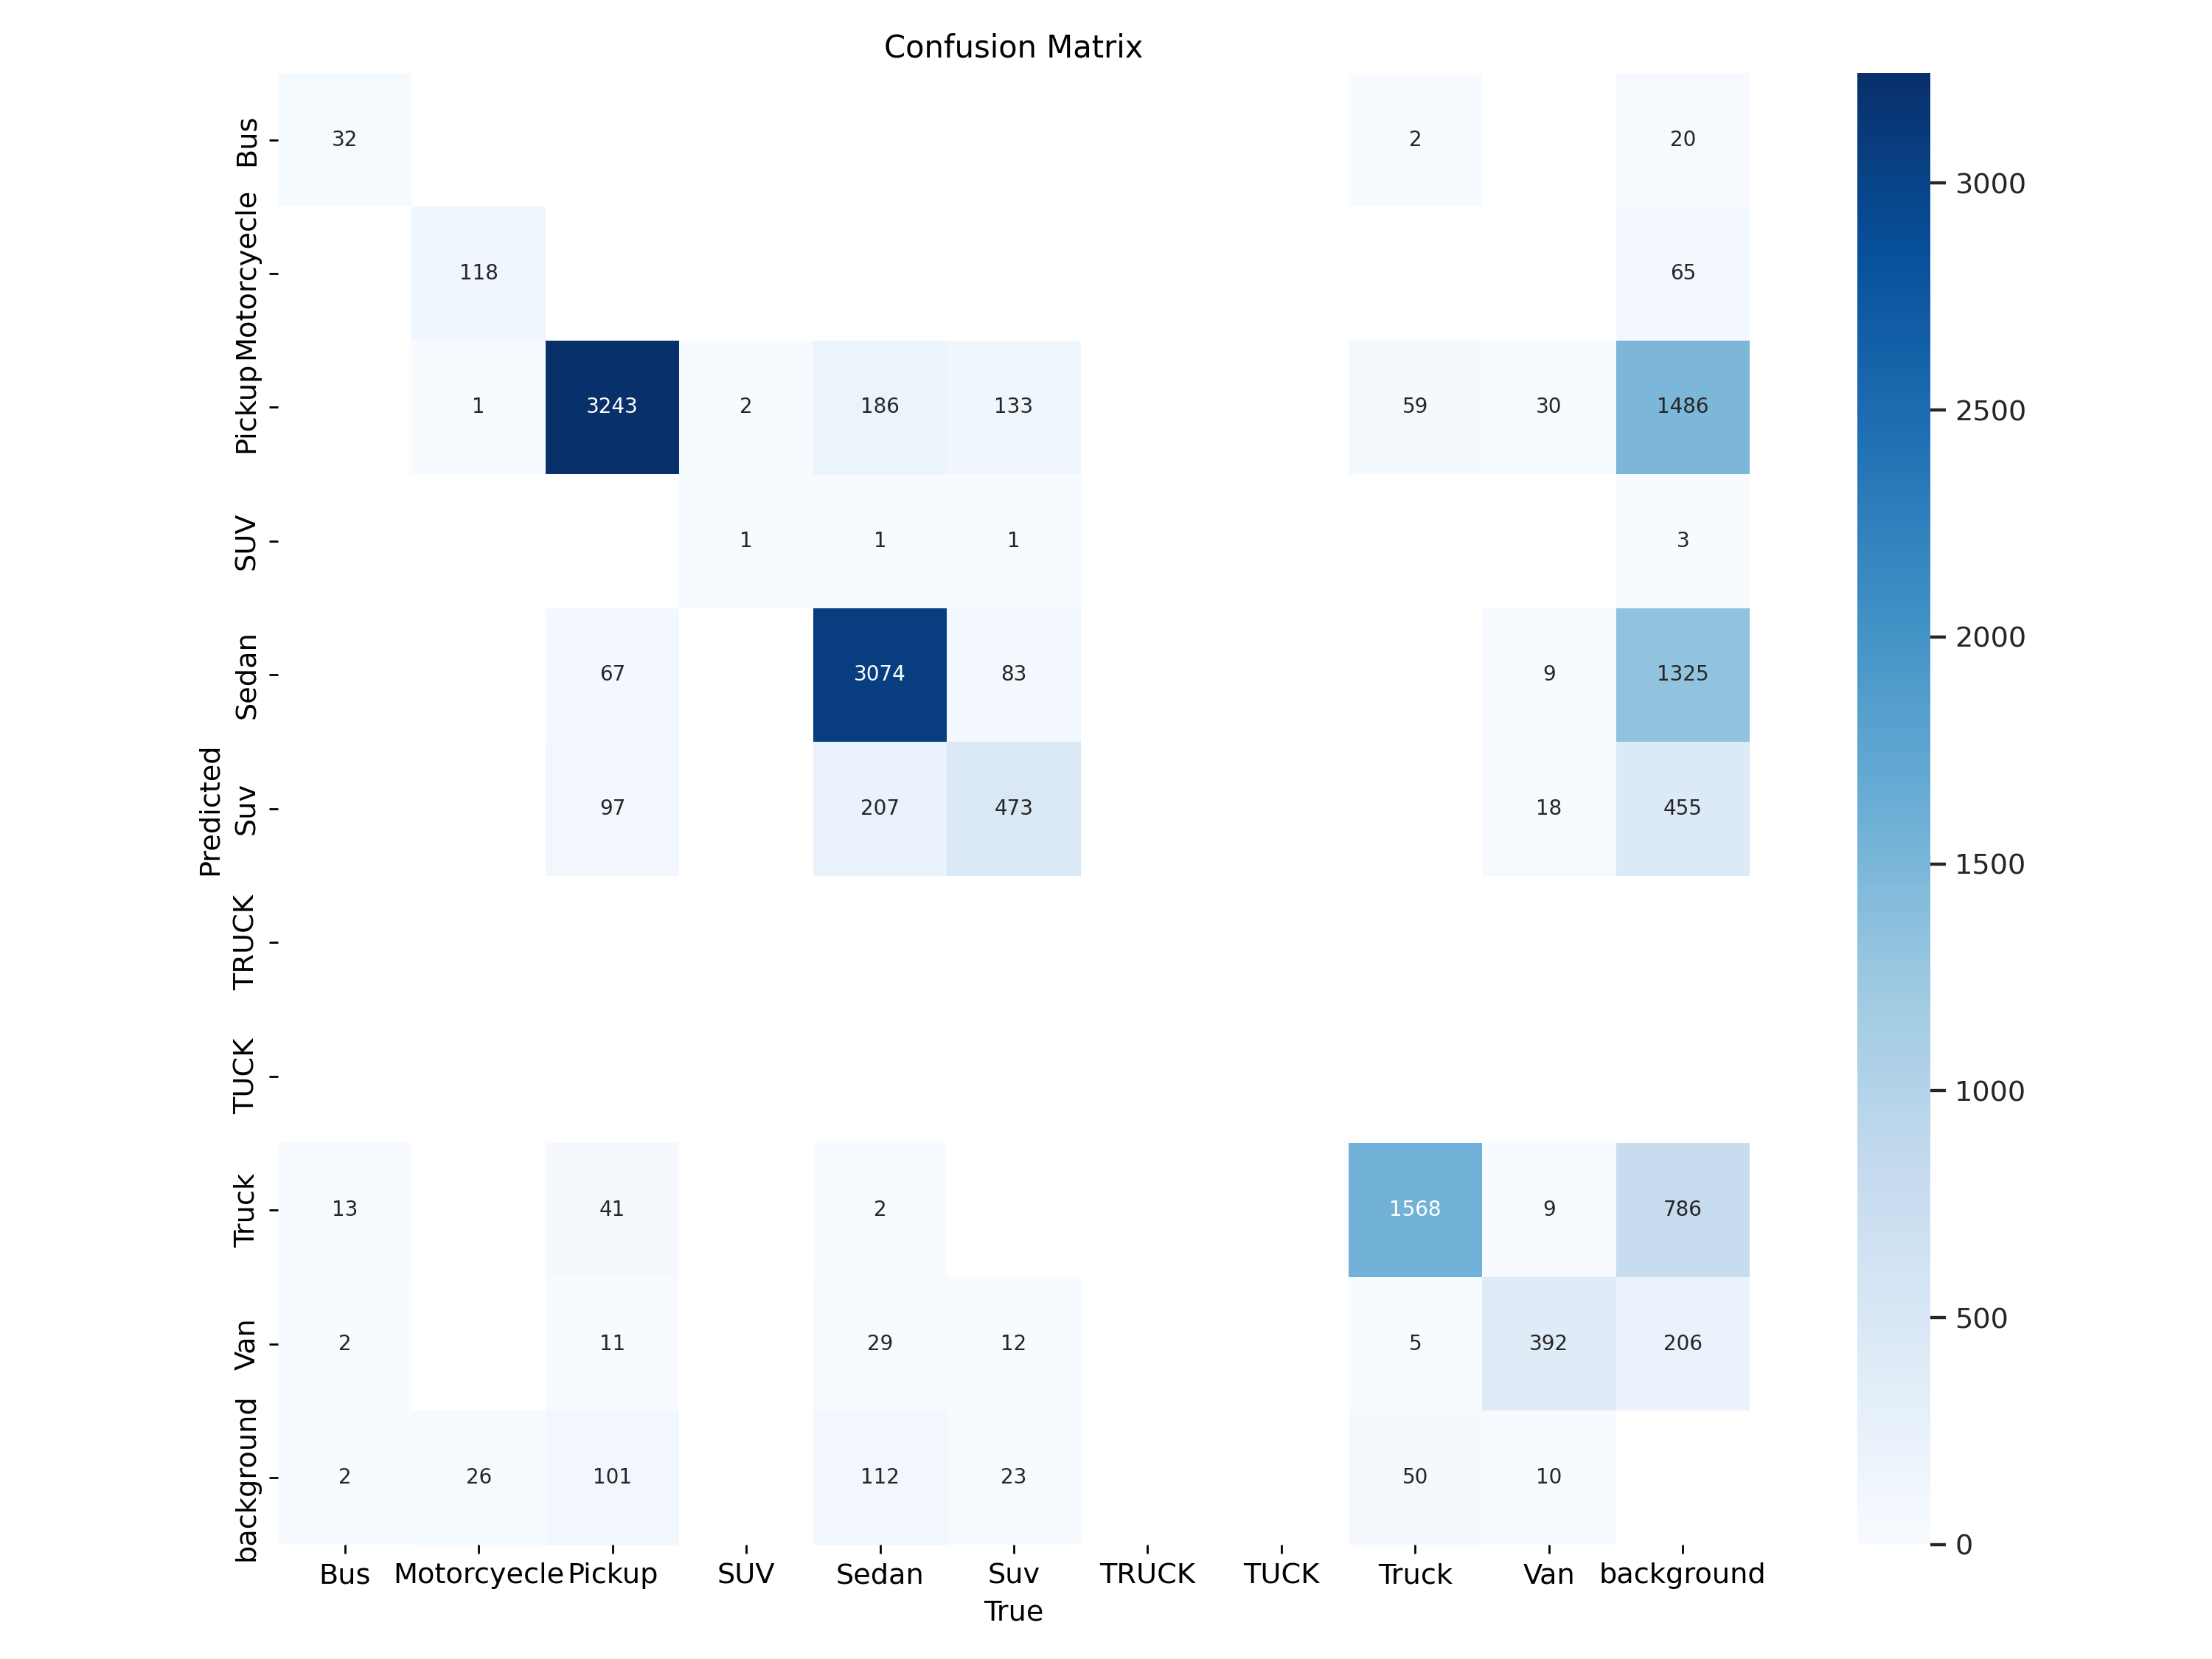 Confusion Matrix
Bus 32 2 20
Motorcyecle 118 65
Pickup 1 3243 2 186 133 59 30 1486
SUV 1 1 1 3
Sedan 67 3074 83 9 1325
Suv 97 207 473 18 455
TRUCK
TUCK
Truck 13 41 2 1568 9 786
Van 2 11 29 12 5 392 206
background 2 26 101 112 23 50 10
Predicted
Bus Motorcyecle Pickup SUV Sedan Suv TRUCK TUCK Truck Van background
True
3000
2500
2000
1500
1000
500
0